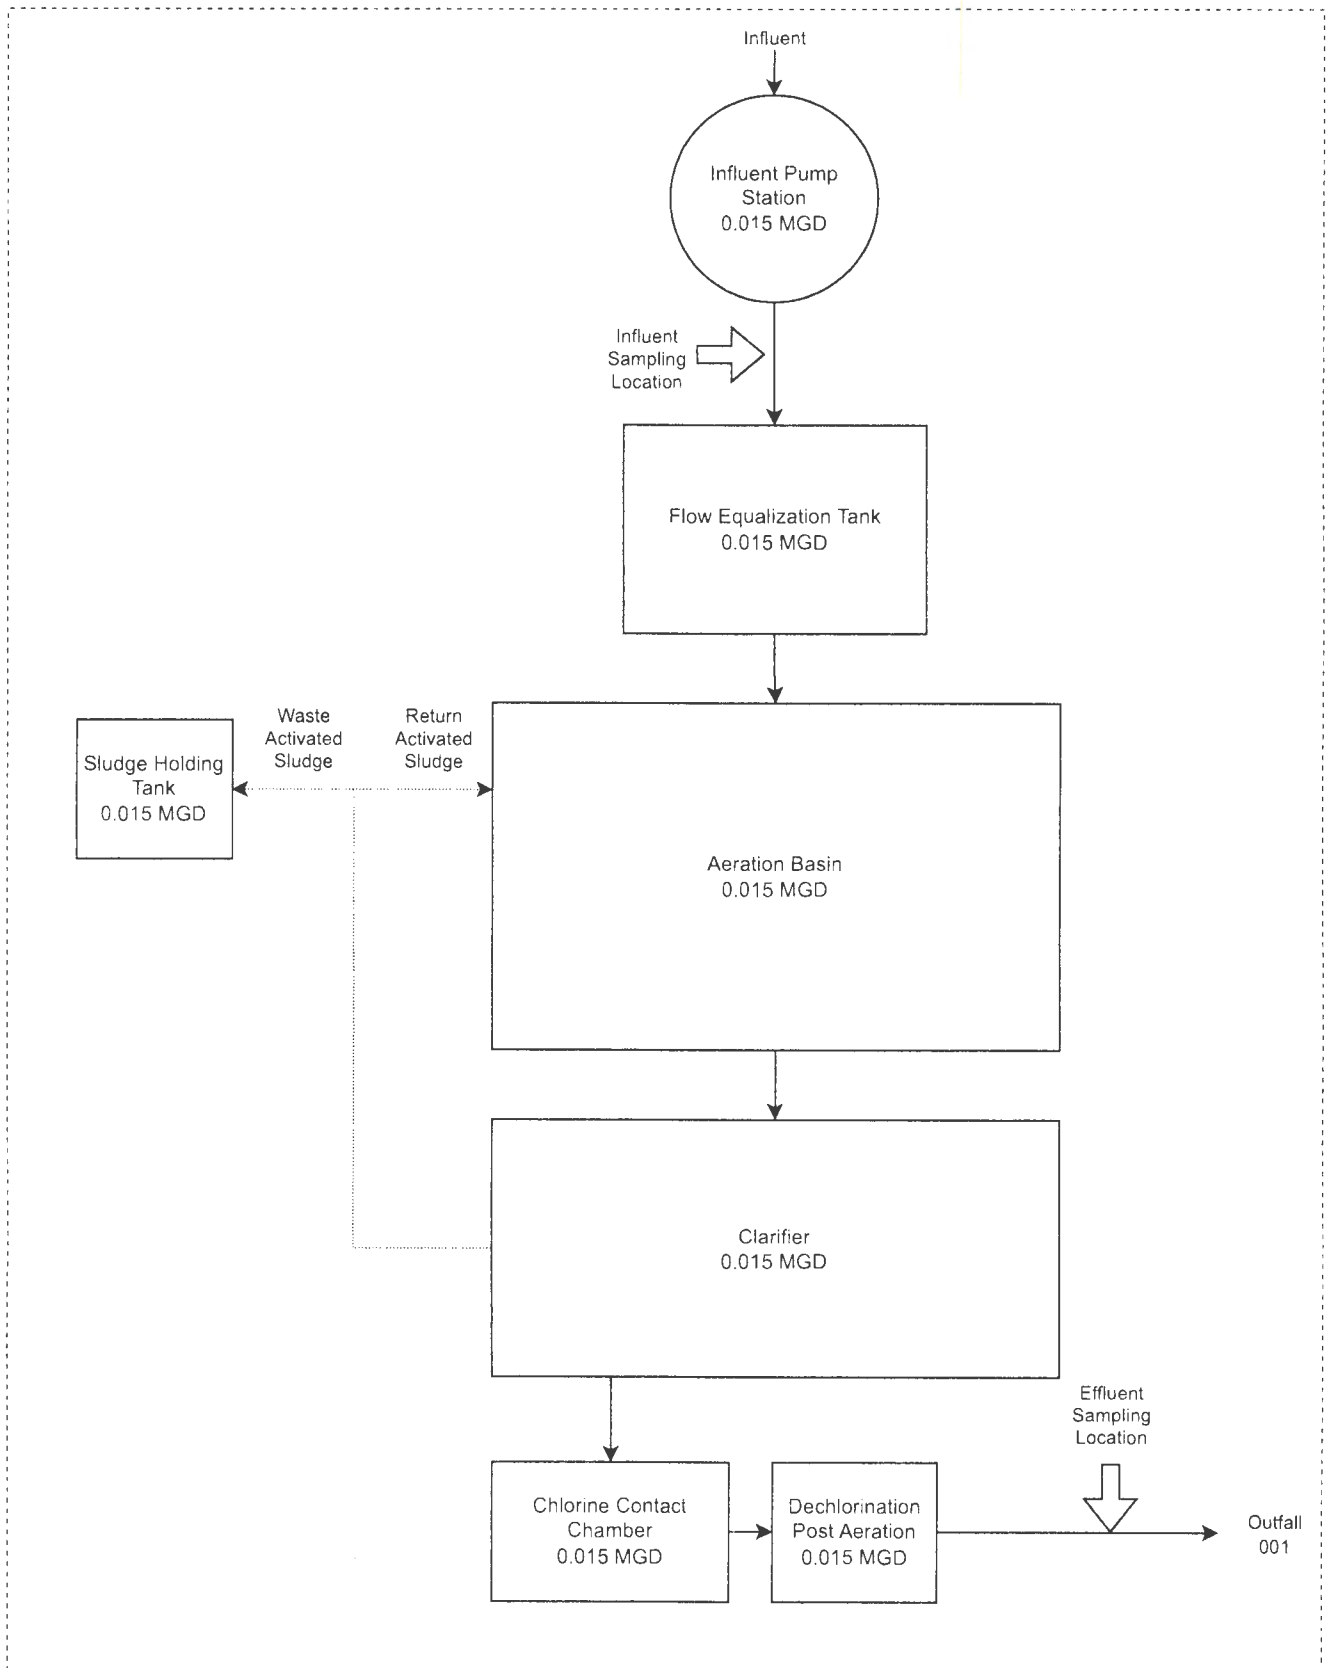 Influent
Influent Pump
Station
0.015 MGD
Influent
Sampling
Location
Flow Equalization Tank
0.015 MGD
Waste
Activated
Sludge
Return
Activated
Sludge
Sludge Holding
Tank
0.015 MGD
Aeration Basin
0.015 MGD
Clarifier
0.015 MGD
Effluent
Sampling
Location
Chlorine Contact
Chamber
0.015 MGD
Dechlorination
Post Aeration
0.015 MGD
Outfall
001